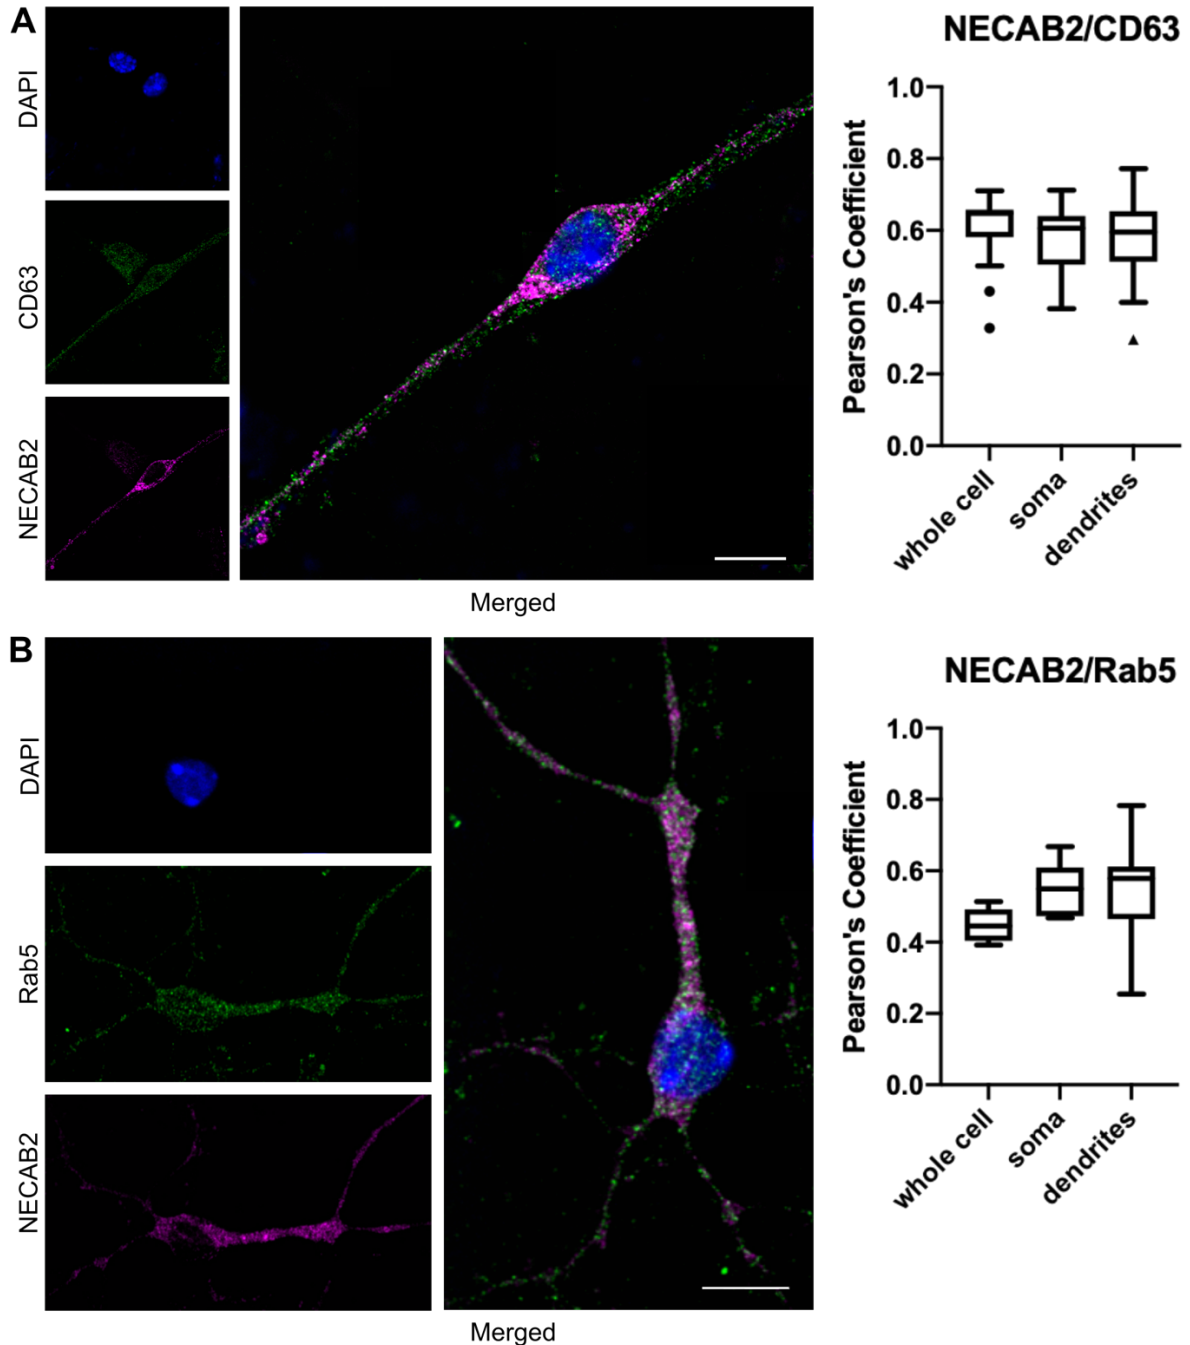 A
DAPI
CD63
NECAB2
Merged
NECAB2/CD63
Pearson's Coefficient
1.0
0.8
0.6
0.4
0.2
0.0
whole cell
soma
dendrites
B
DAPI
Rab5
NECAB2
Merged
NECAB2/Rab5
Pearson's Coefficient
1.0
0.8
0.6
0.4
0.2
0.0
whole cell
soma
dendrites